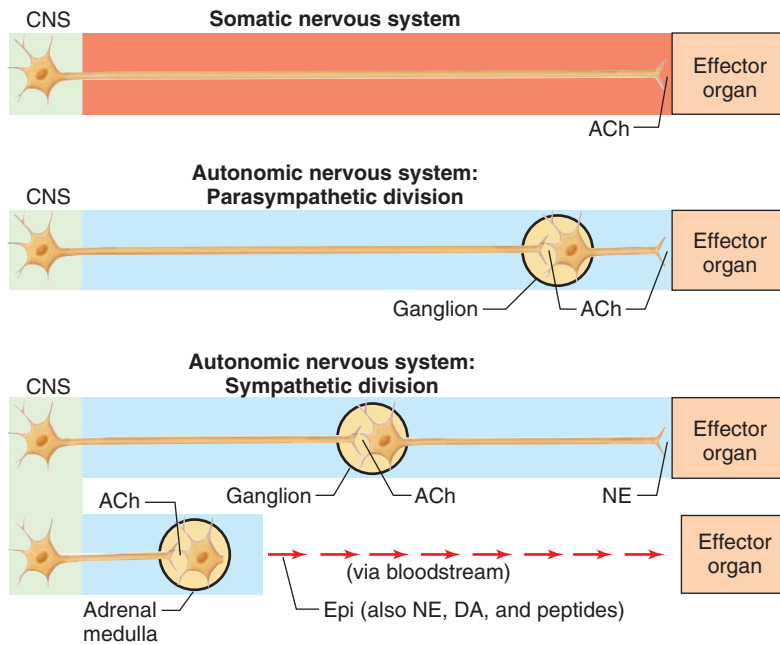 Somatic nervous system
CNS
Effector
organ
ACh
Autonomic nervous system:
Parasympathetic division
CNS
Effector
organ
Ganglion
ACh
Autonomic nervous system:
Sympathetic division
CNS
Effector
organ
Ganglion
ACh
NE
ACh
Effector
organ
(via bloodstream)
Epi (also NE, DA, and peptides)
Adrenal
medulla